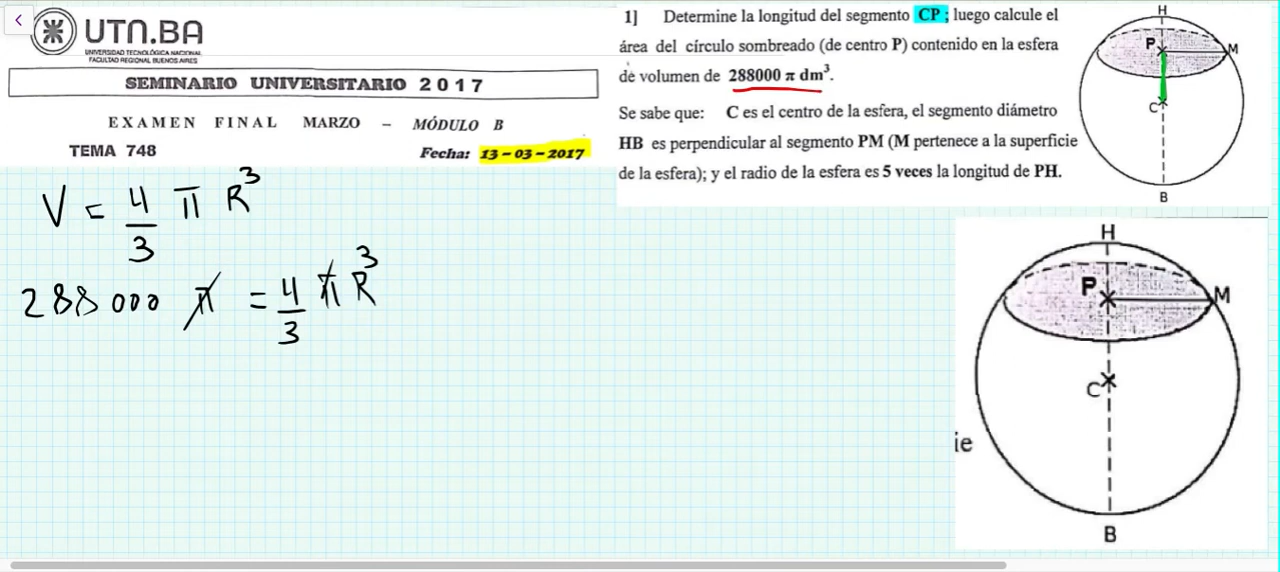 UTN.BA
UNIVERSIDAD TECNOLÓGICA NACIONAL
FACULTAD REGIONAL BUENOS AIRES
SEMINARIO UNIVERSITARIO 2017
EXAMEN FINAL MARZO – MÓDULO B
TEMA 748
Fecha: 13-03-2017
1] Determine la longitud del segmento CP ; luego calcule el
área del círculo sombreado (de centro P) contenido en la esfera
de volumen de 288000 π dm³.
Se sabe que: C es el centro de la esfera, el segmento diámetro
HB es perpendicular al segmento PM (M pertenece a la superficie
de la esfera); y el radio de la esfera es 5 veces la longitud de PH.
H
P
M
C
B
V = 4/3 π R³
288000 π = 4/3 π R³
H
P
M
C
ie
B